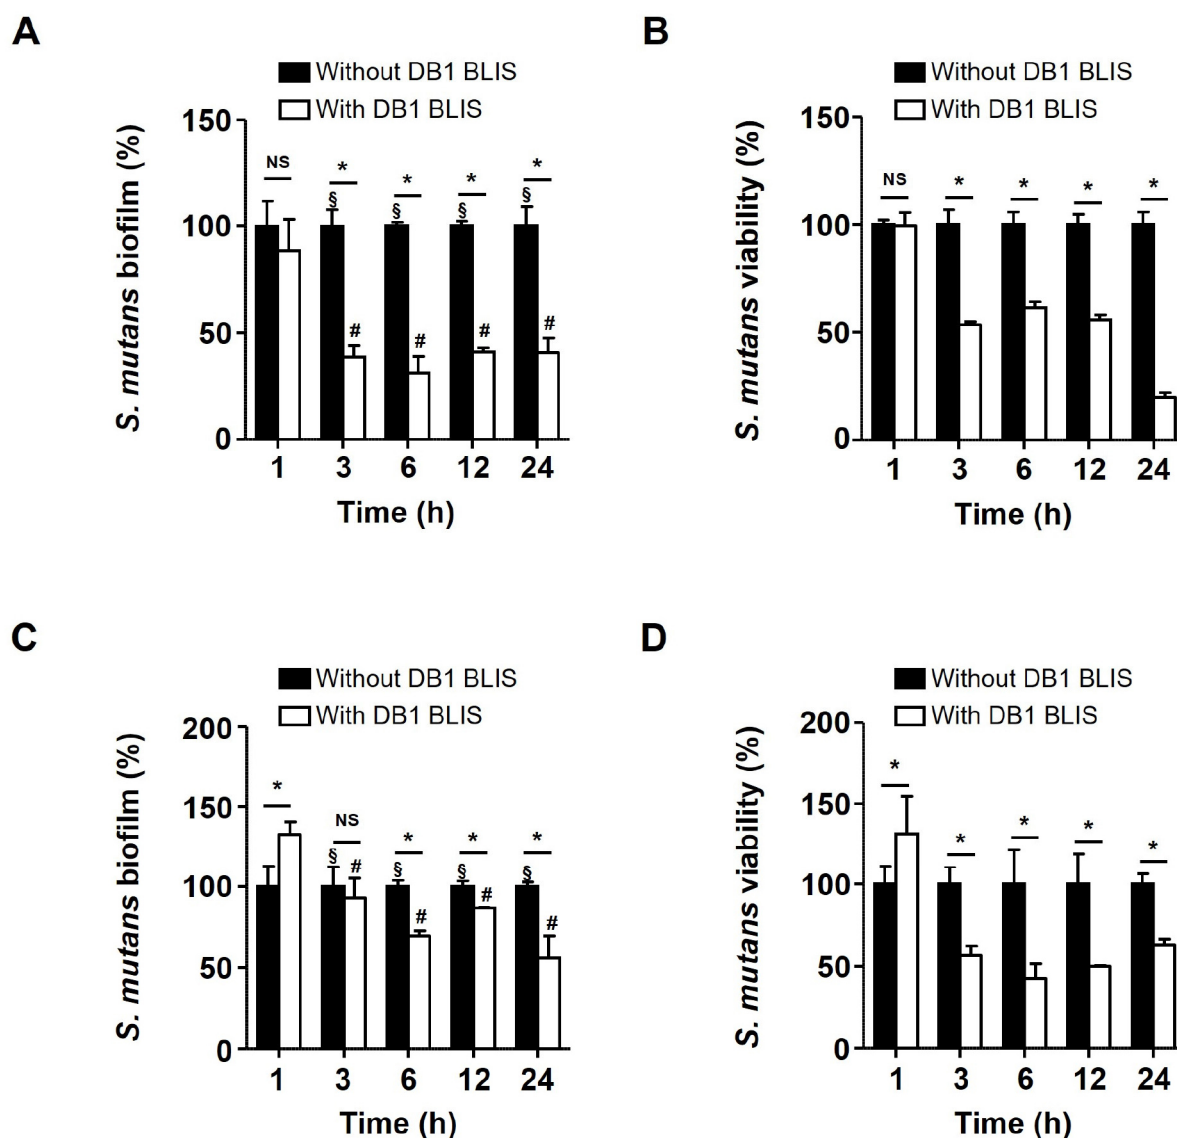 A
Without DB1 BLIS
With DB1 BLIS
S. mutans biofilm (%)
150
100
50
0
NS
*
*
*
*
§
§
§
§
#
#
#
#
1 3 6 12 24
Time (h)
B
Without DB1 BLIS
With DB1 BLIS
S. mutans viability (%)
150
100
50
0
NS
*
*
*
*
1 3 6 12 24
Time (h)
C
Without DB1 BLIS
With DB1 BLIS
S. mutans biofilm (%)
200
150
100
50
0
*
NS
*
*
*
§
#
§
#
§
#
§
#
1 3 6 12 24
Time (h)
D
Without DB1 BLIS
With DB1 BLIS
S. mutans viability (%)
200
150
100
50
0
*
*
*
*
*
1 3 6 12 24
Time (h)